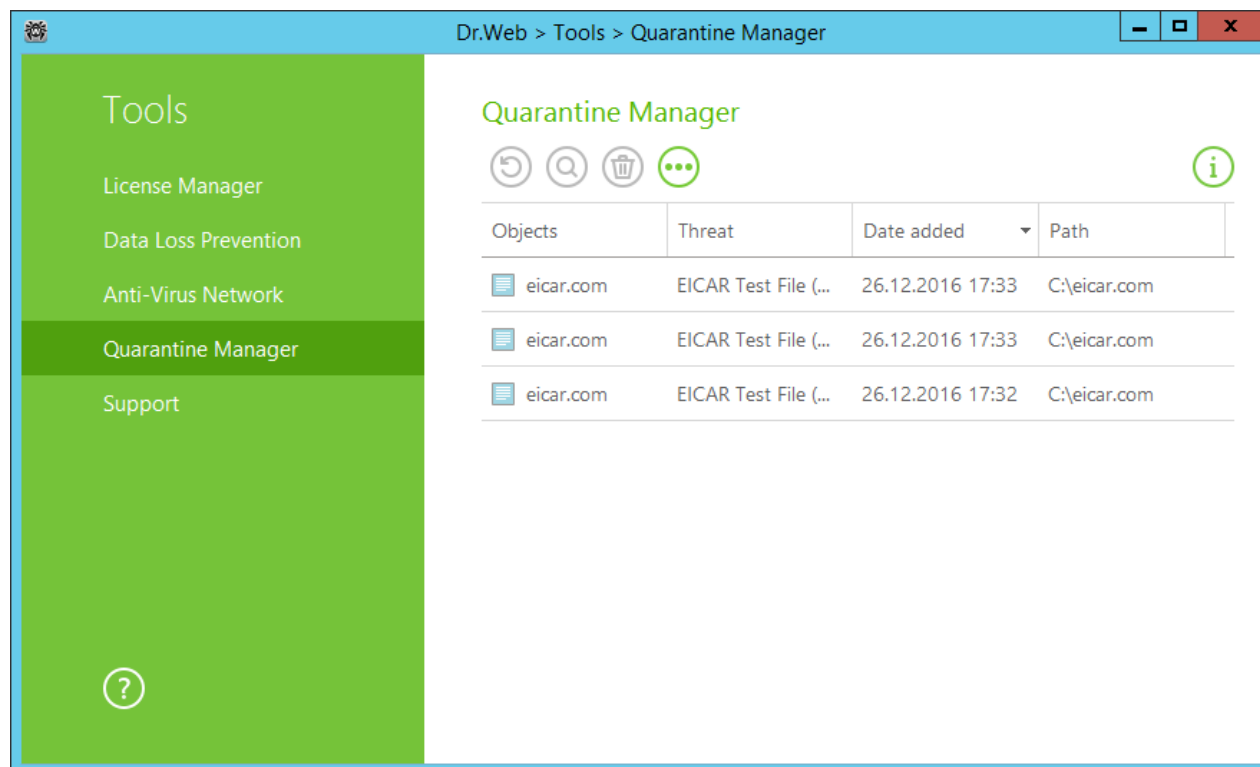 Dr.Web > Tools > Quarantine Manager
Tools
License Manager
Data Loss Prevention
Anti-Virus Network
Quarantine Manager
Support
?
Quarantine Manager
i
Objects Threat Date added Path
eicar.com EICAR Test File (... 26.12.2016 17:33 C:\eicar.com
eicar.com EICAR Test File (... 26.12.2016 17:33 C:\eicar.com
eicar.com EICAR Test File (... 26.12.2016 17:32 C:\eicar.com